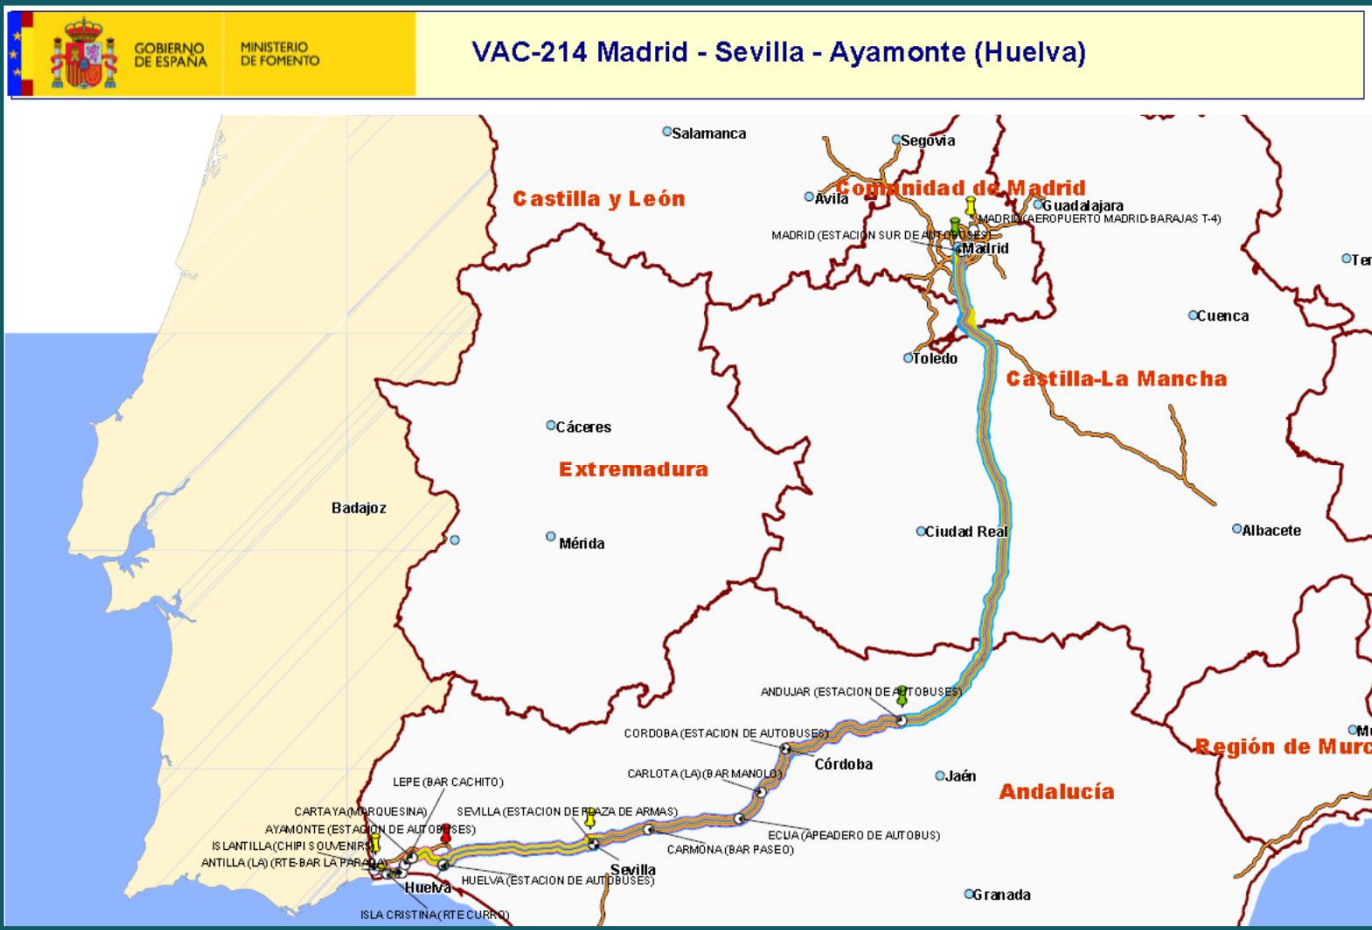 GOBIERNO
DE ESPAÑA
MINISTERIO
DE FOMENTO
VAC-214 Madrid - Sevilla - Ayamonte (Huelva)
Salamanca
Segovia
Castilla y León
Ávila
Comunidad de Madrid
Guadalajara
MADRID (AEROPUERTO MADRID-BARAJAS T-4)
MADRID (ESTACION SUR DE AUTOBUSES)
Madrid
Ter
Cuenca
Toledo
Castilla-La Mancha
Cáceres
Extremadura
Badajoz
Mérida
Ciudad Real
Albacete
ANDUJAR (ESTACION DE AUTOBUSES)
CORDOBA (ESTACION DE AUTOBUSES)
Córdoba
Mu
Región de Murc
CARLOTA (LA) (BAR MANOLO)
Jaén
Andalucía
LEPE (BAR CACHITO)
CARTAYA (MARQUESINA)
SEVILLA (ESTACION DE PLAZA DE ARMAS)
AYAMONTE (ESTACION DE AUTOBUSES)
ECIJA (APEADERO DE AUTOBUS)
ISLANTILLA (CHIPI SOUVENIRS)
CARMONA (BAR PASEO)
ANTILLA (LA) (RTE-BAR LA PARADA)
Sevilla
HUELVA (ESTACION DE AUTOBUSES)
Huelva
Granada
ISLA CRISTINA (RTE CURRO)